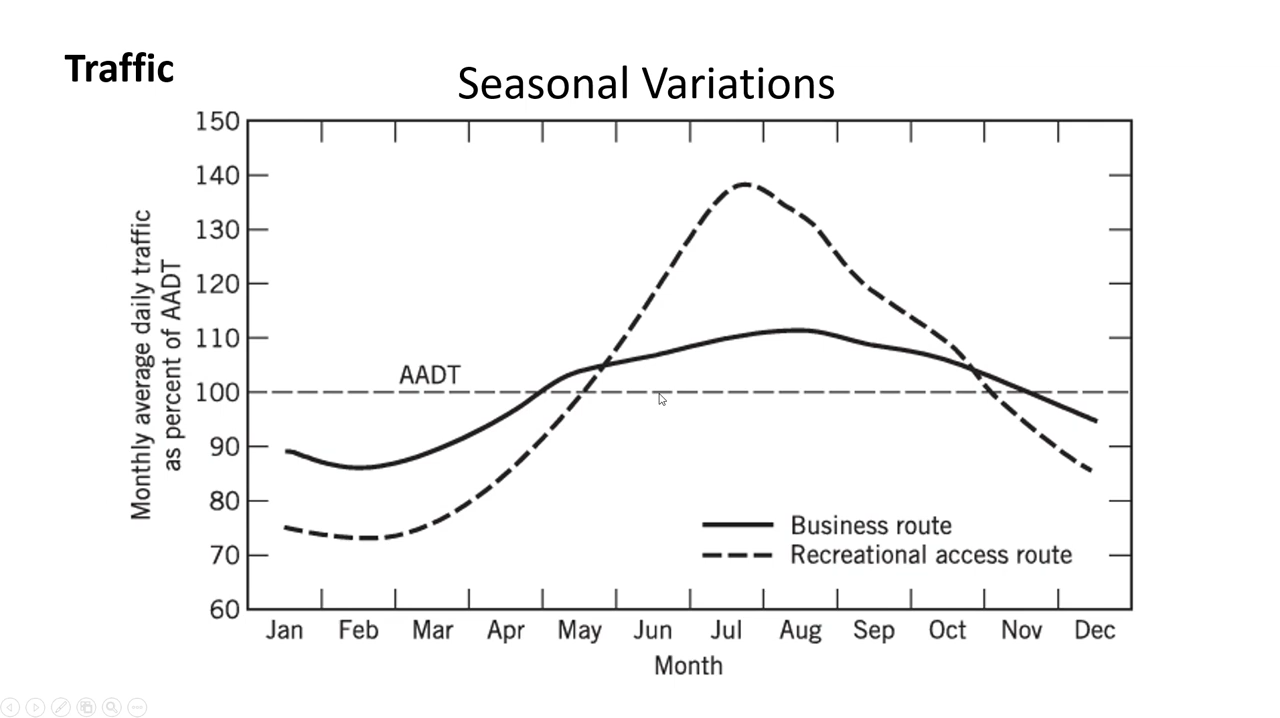 Traffic
Seasonal Variations
150
140
130
120
110
100
90
80
70
60
Monthly average daily traffic
as percent of AADT
AADT
Business route
Recreational access route
Jan Feb Mar Apr May Jun Jul Aug Sep Oct Nov Dec
Month